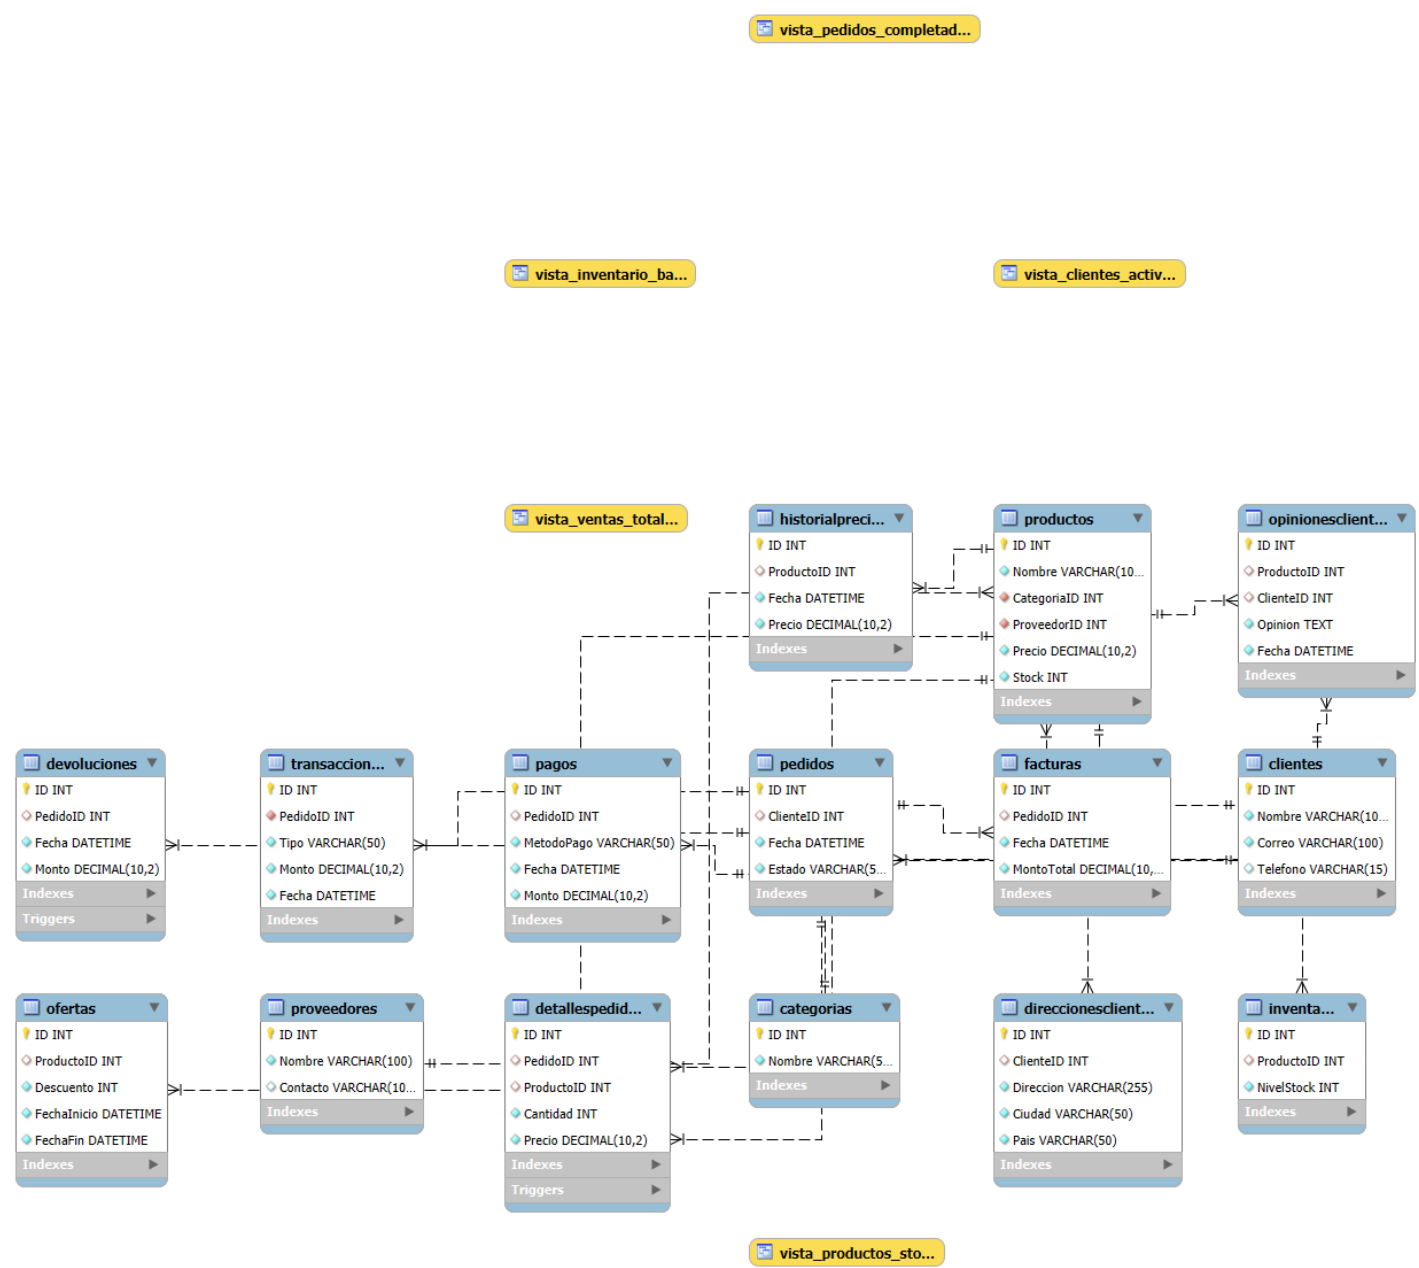 vista_pedidos_completad...
vista_inventario_ba...
vista_clientes_activ...
vista_ventas_total...
historialpreci...
ID INT
ProductoID INT
Fecha DATETIME
Precio DECIMAL(10,2)
Indexes
productos
ID INT
Nombre VARCHAR(10...
CategoriaID INT
ProveedorID INT
Precio DECIMAL(10,2)
Stock INT
Indexes
opinionesclient...
ID INT
ProductoID INT
ClienteID INT
Opinion TEXT
Fecha DATETIME
Indexes
devoluciones
ID INT
PedidoID INT
Fecha DATETIME
Monto DECIMAL(10,2)
Indexes
Triggers
transaccion...
ID INT
PedidoID INT
Tipo VARCHAR(50)
Monto DECIMAL(10,2)
Fecha DATETIME
Indexes
pagos
ID INT
PedidoID INT
MetodoPago VARCHAR(50)
Fecha DATETIME
Monto DECIMAL(10,2)
Indexes
pedidos
ID INT
ClienteID INT
Fecha DATETIME
Estado VARCHAR(5...
Indexes
facturas
ID INT
PedidoID INT
Fecha DATETIME
MontoTotal DECIMAL(10,...
Indexes
clientes
ID INT
Nombre VARCHAR(10...
Correo VARCHAR(100)
Telefono VARCHAR(15)
Indexes
ofertas
ID INT
ProductoID INT
Descuento INT
FechaInicio DATETIME
FechaFin DATETIME
Indexes
proveedores
ID INT
Nombre VARCHAR(100)
Contacto VARCHAR(10...
Indexes
detallespedid...
ID INT
PedidoID INT
ProductoID INT
Cantidad INT
Precio DECIMAL(10,2)
Indexes
Triggers
categorias
ID INT
Nombre VARCHAR(5...
Indexes
direccionesclient...
ID INT
ClienteID INT
Direccion VARCHAR(255)
Ciudad VARCHAR(50)
Pais VARCHAR(50)
Indexes
inventa...
ID INT
ProductoID INT
NivelStock INT
Indexes
vista_productos_sto...